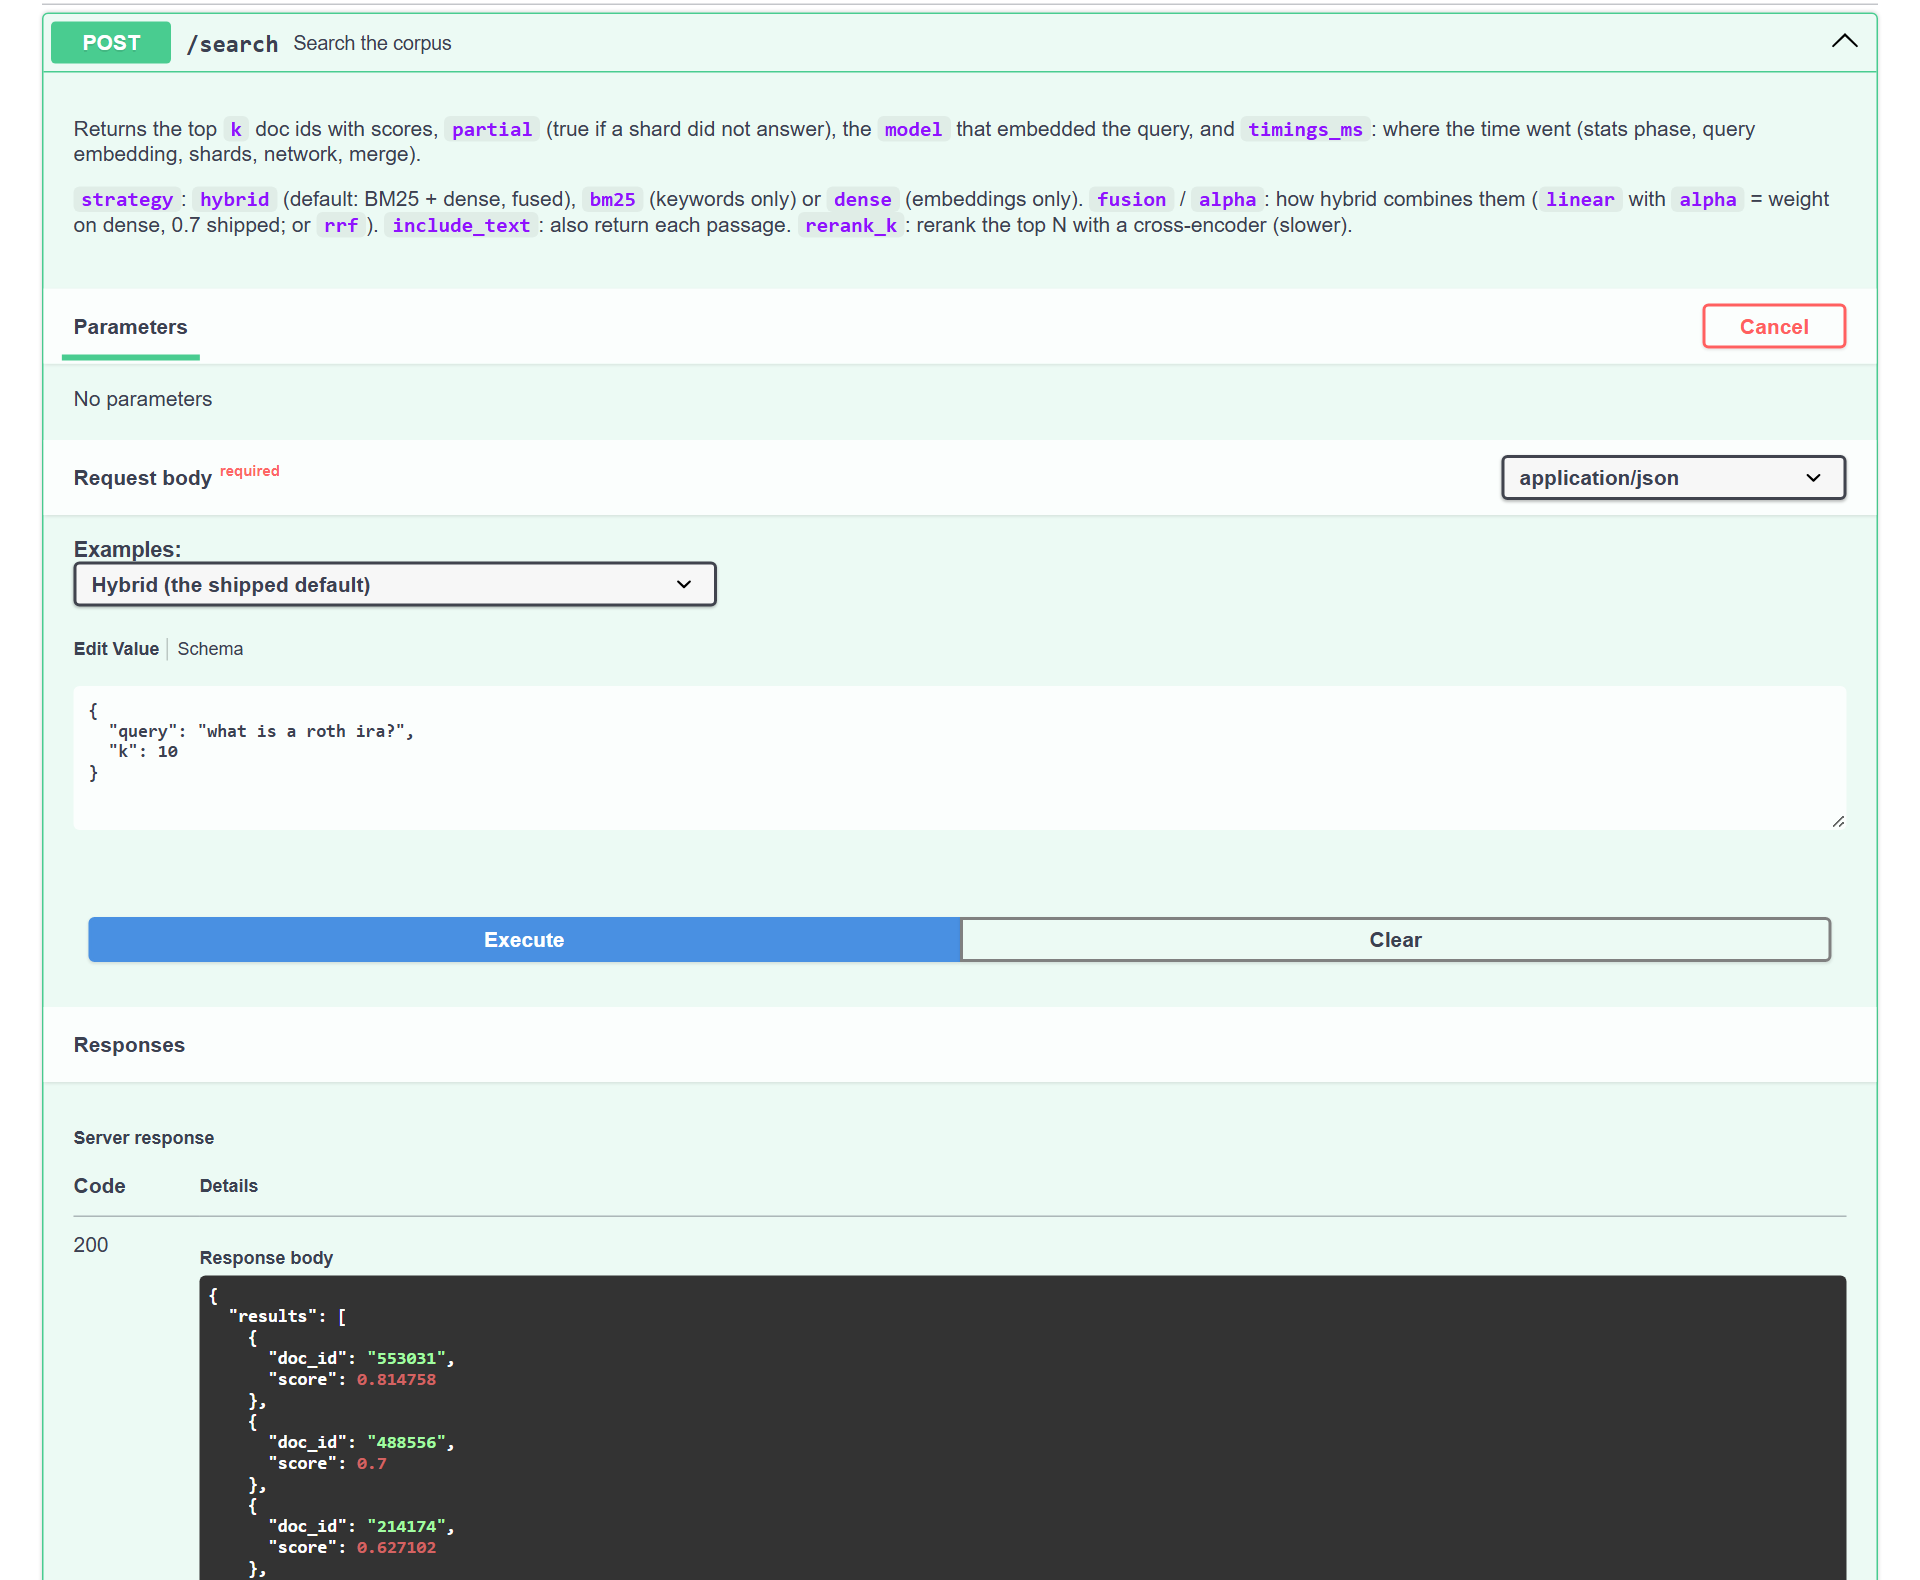 POST /search Search the corpus
Returns the top k doc ids with scores, partial (true if a shard did not answer), the model that embedded the query, and timings_ms: where the time went (stats phase, query
embedding, shards, network, merge).
strategy: hybrid (default: BM25 + dense, fused), bm25 (keywords only) or dense (embeddings only). fusion / alpha: how hybrid combines them (linear with alpha = weight
on dense, 0.7 shipped; or rrf). include_text: also return each passage. rerank_k: rerank the top N with a cross-encoder (slower).
Parameters
Cancel
No parameters
Request body required
application/json
Examples:
Hybrid (the shipped default)
Edit Value | Schema
{
  "query": "what is a roth ira?",
  "k": 10
}
Execute
Clear
Responses
Server response
Code Details
200
Response body
{
  "results": [
    {
      "doc_id": "553031",
      "score": 0.814758
    },
    {
      "doc_id": "488556",
      "score": 0.7
    },
    {
      "doc_id": "214174",
      "score": 0.627102
    },